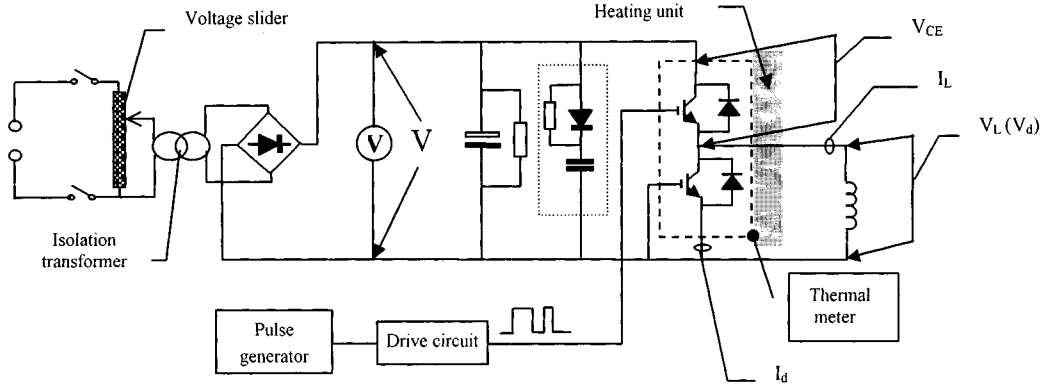 Voltage slider
Heating unit
V_CE
I_L
V_L (V_d)
V
V
Isolation
transformer
Thermal
meter
Pulse
generator
Drive circuit
I_d